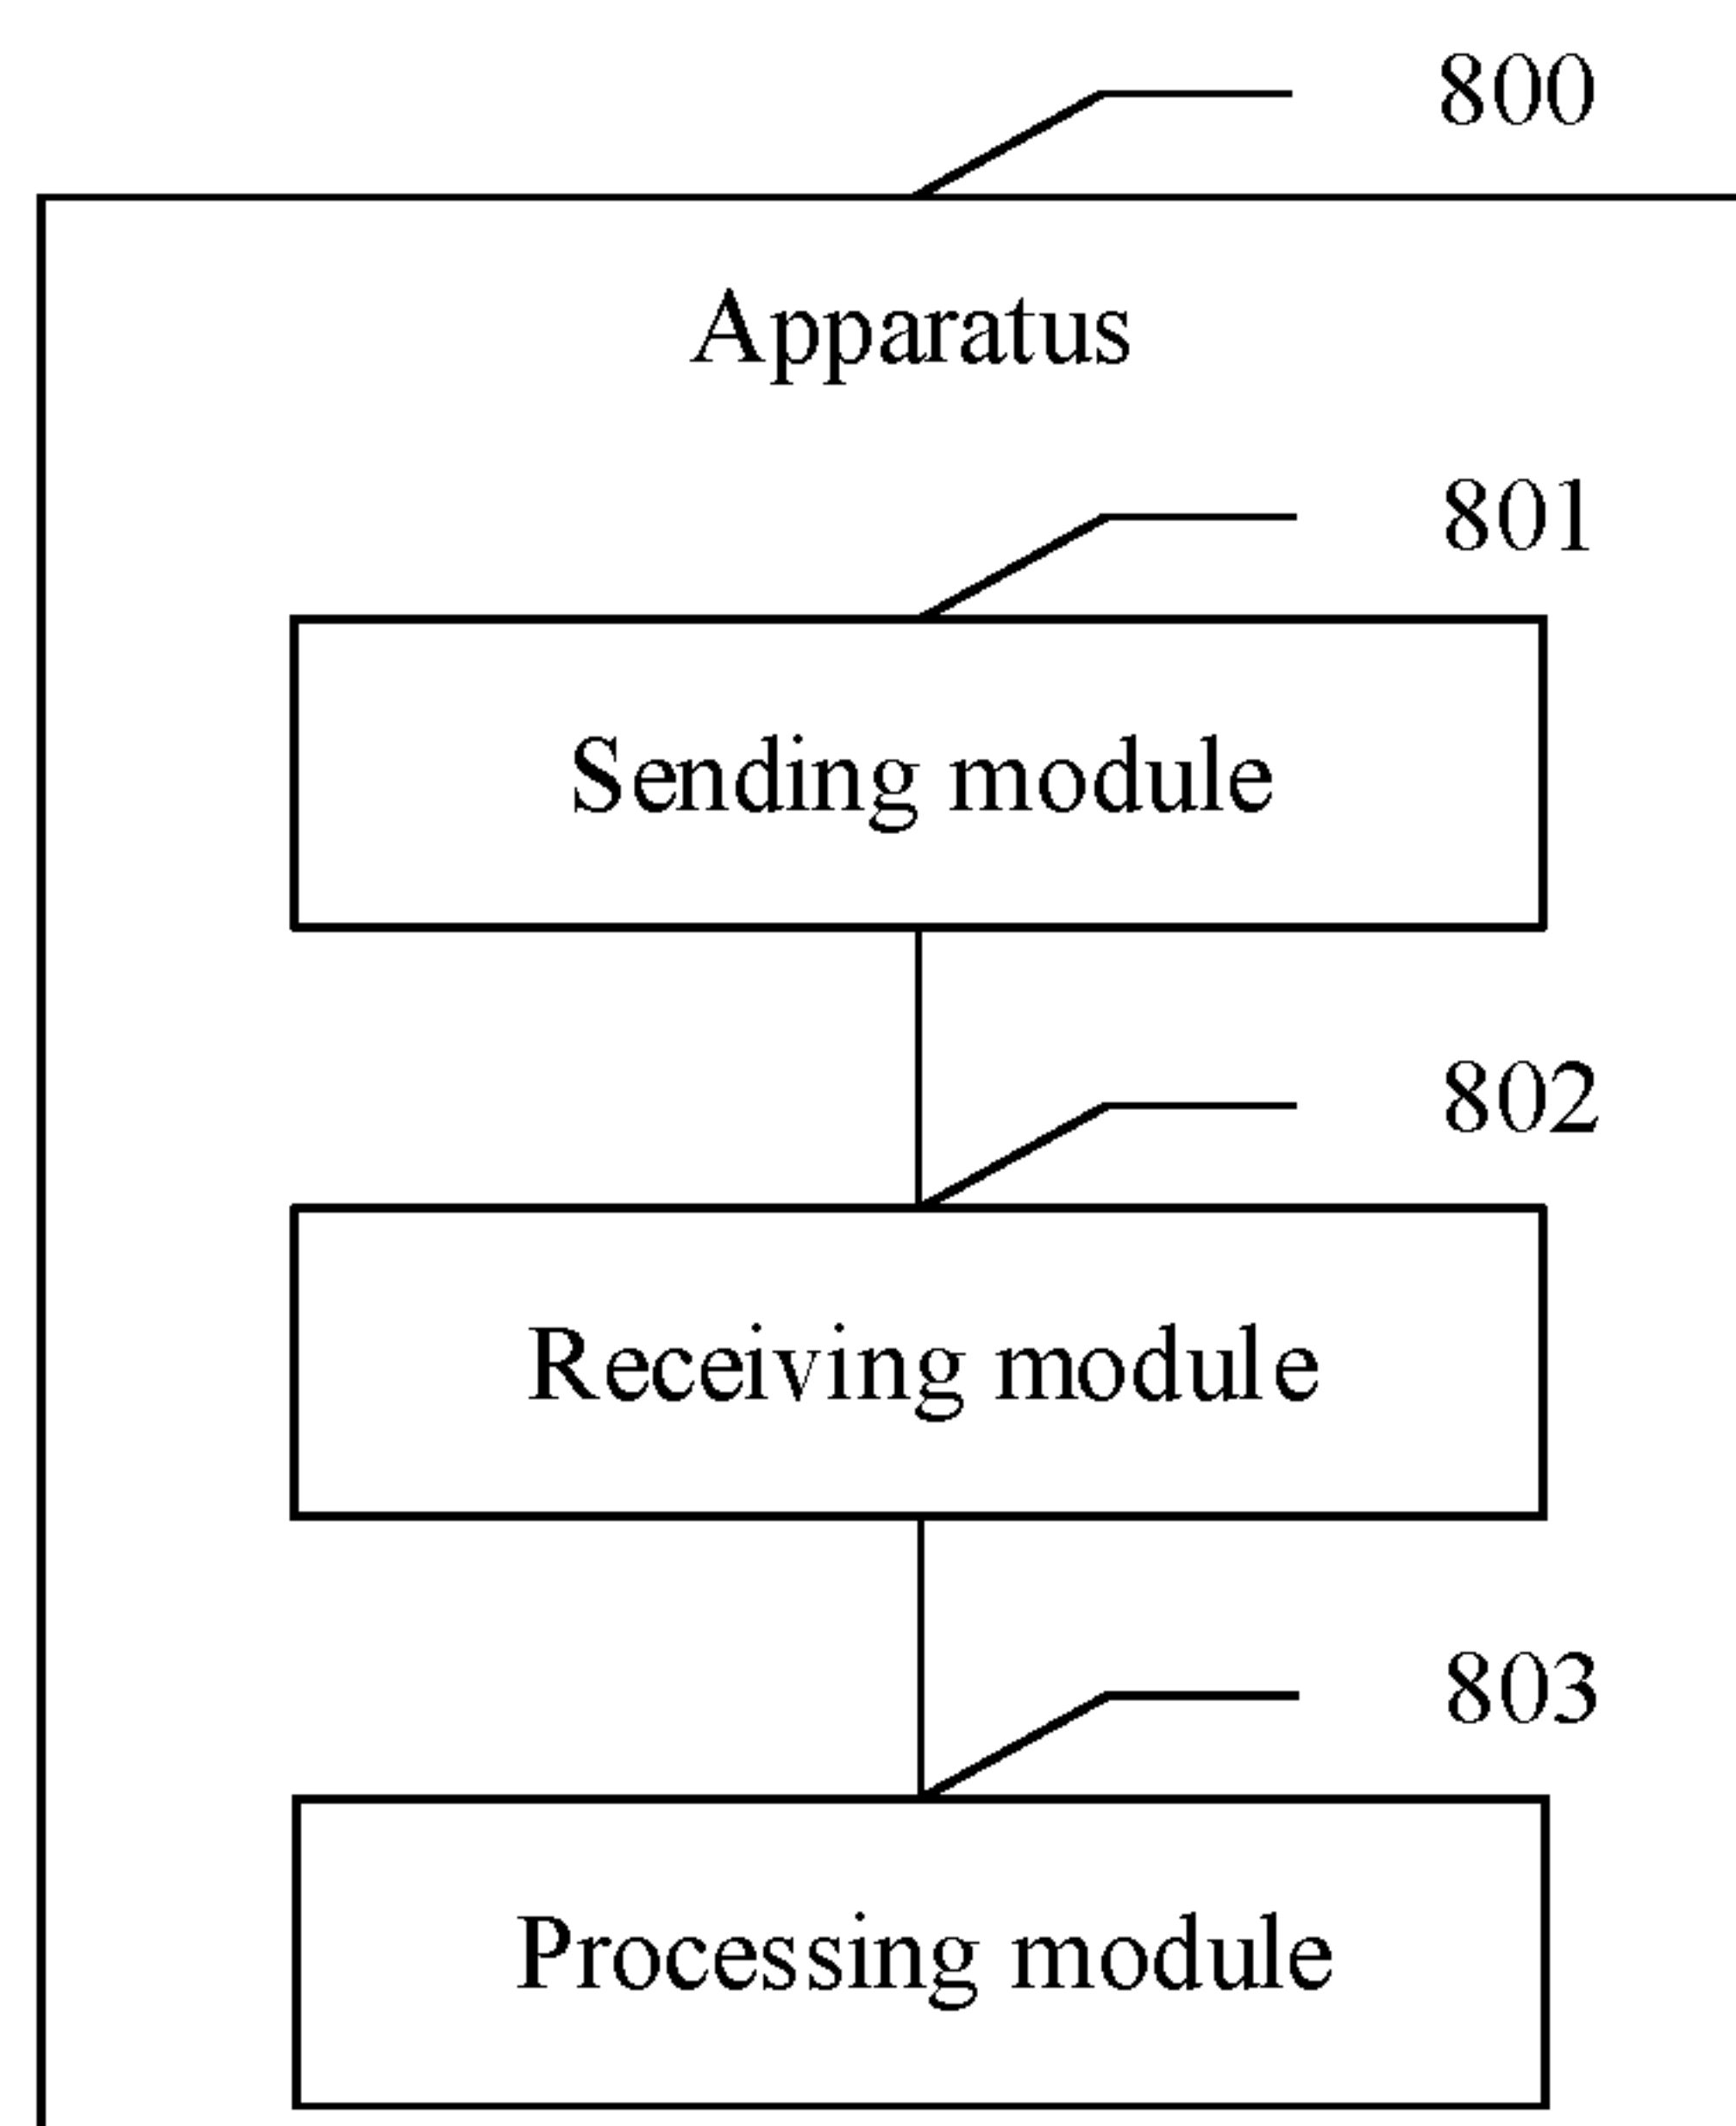 800
Apparatus
801
Sending module
802
Receiving module
803
Processing module